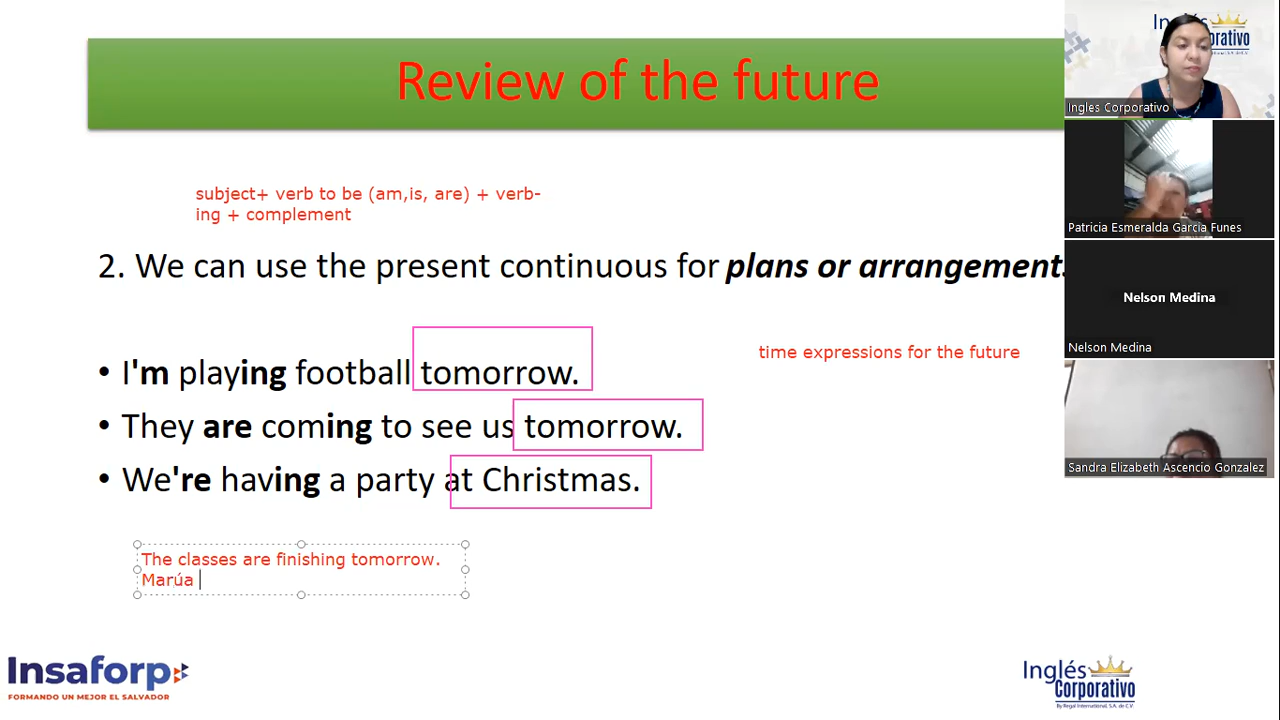 Review of the future
subject+ verb to be (am,is, are) + verb-
ing + complement
2. We can use the present continuous for plans or arrangements
time expressions for the future
• I'm playing football tomorrow.
• They are coming to see us tomorrow.
• We're having a party at Christmas.
The classes are finishing tomorrow.
Marúa
Insaforp
FORMANDO UN MEJOR EL SALVADOR
Inglés
Corporativo
By Regal International, S.A. de C.V.
Ingles Corporativo
Patricia Esmeralda Garcia Funes
Nelson Medina
Nelson Medina
Sandra Elizabeth Ascencio Gonzalez